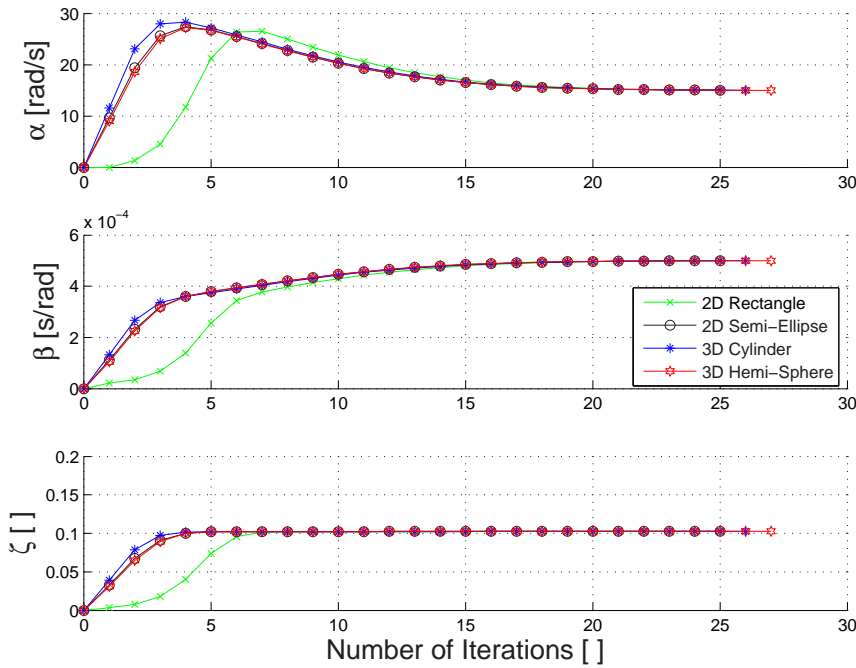 30
20
10
0
0 5 10 15 20 25 30
α [rad/s]
x 10⁻⁴
6
4
2
0
0 5 10 15 20 25 30
β [s/rad]
2D Rectangle
2D Semi−Ellipse
3D Cylinder
3D Hemi−Sphere
0.2
0.15
0.1
0.05
0
0 5 10 15 20 25 30
ζ [ ]
Number of Iterations [ ]